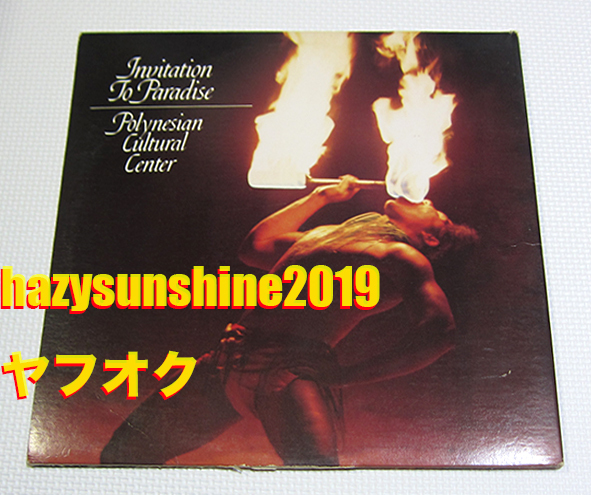 Invitation
To Paradise
Polynesian
Cultural
Center
hazysunshine2019
ヤフオク